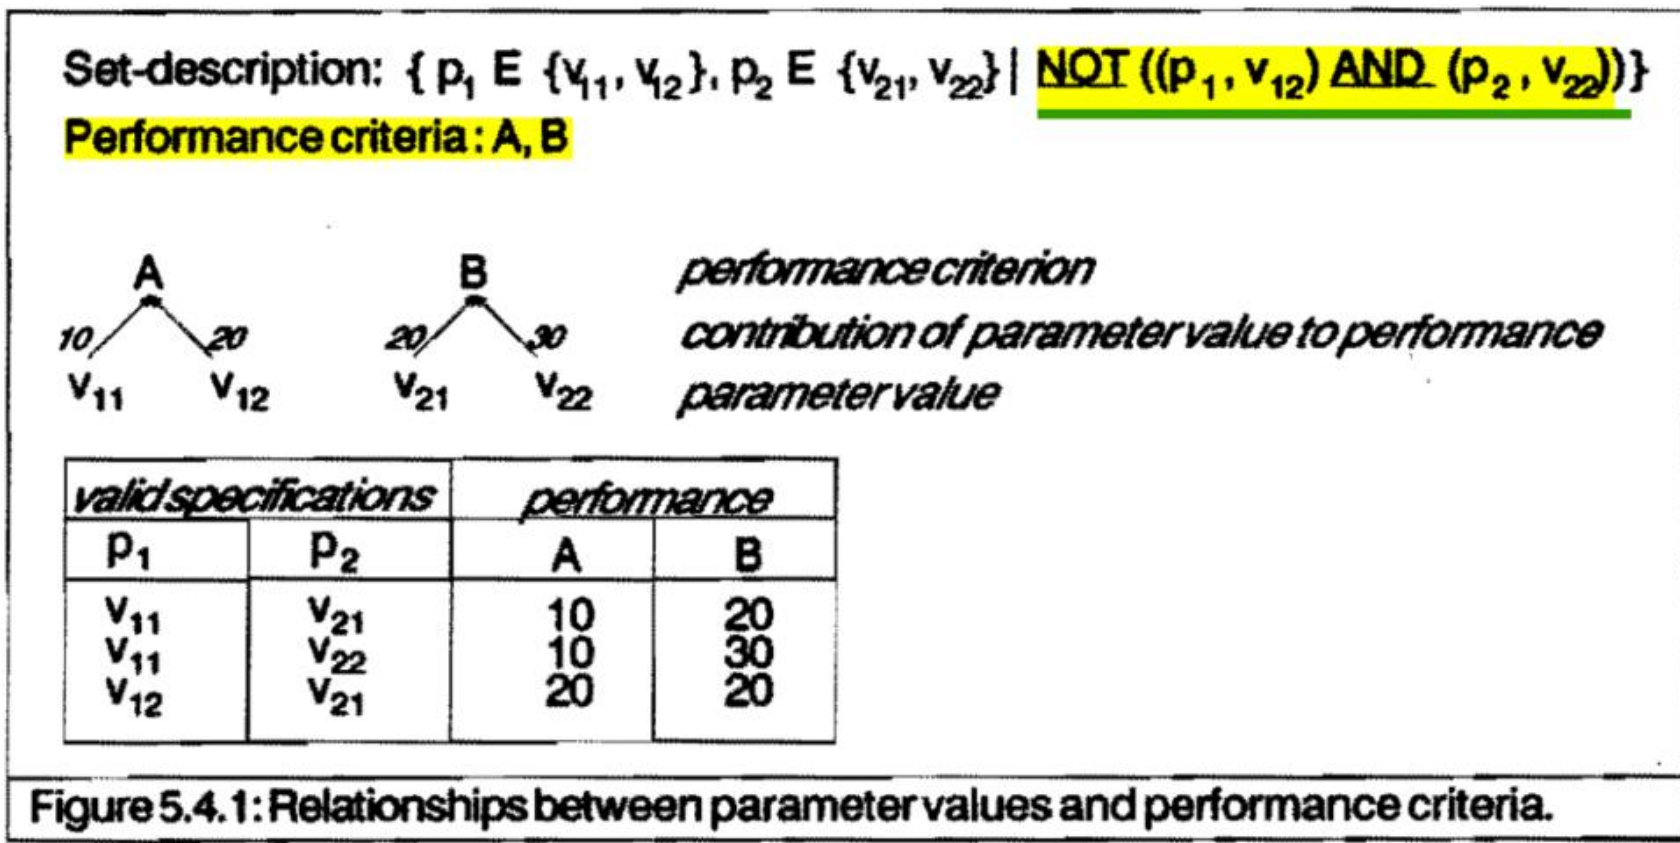 Set-description: { p₁ E {v₁₁, v₁₂}, p₂ E {v₂₁, v₂₂} | NOT ((p₁, v₁₂) AND (p₂, v₂₂))}
Performance criteria: A, B
A B performance criterion
10 20 20 30 contribution of parameter value to performance
v₁₁ v₁₂ v₂₁ v₂₂ parameter value
valid specifications performance
p₁ p₂ A B
v₁₁ v₂₁ 10 20
v₁₁ v₂₂ 10 30
v₁₂ v₂₁ 20 20
Figure 5.4.1: Relationships between parameter values and performance criteria.